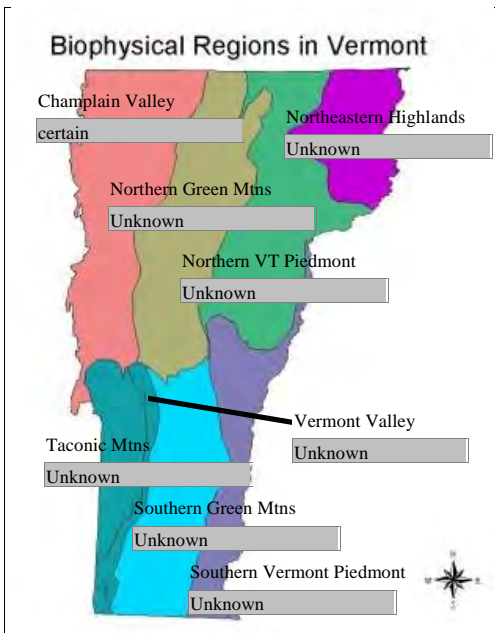 Biophysical Regions in Vermont
Champlain Valley
certain
Northeastern Highlands
Unknown
Northern Green Mtns
Unknown
Northern VT Piedmont
Unknown
Vermont Valley
Unknown
Taconic Mtns
Unknown
Southern Green Mtns
Unknown
Southern Vermont Piedmont
Unknown